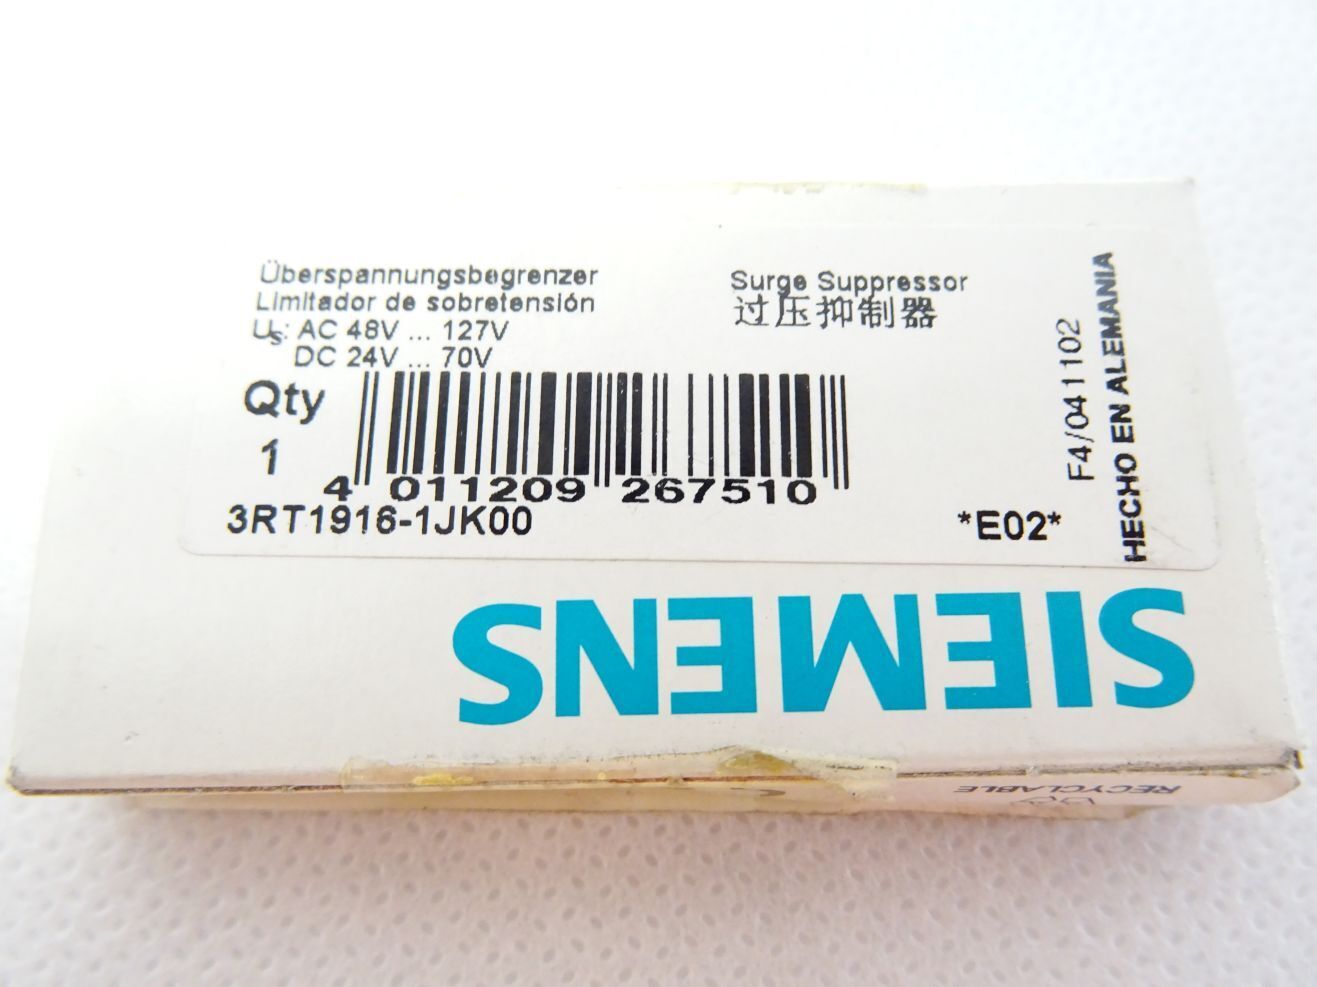 Überspannungsbegrenzer
Limitador de sobretensión
Us: AC 48V ... 127V
DC 24V ... 70V
Surge Suppressor
过压抑制器
Qty
1
4 011209 267510
3RT1916-1JK00
*E02*
F4/041102
HECHO EN ALEMANIA
SIEMENS
RECYCLABLE